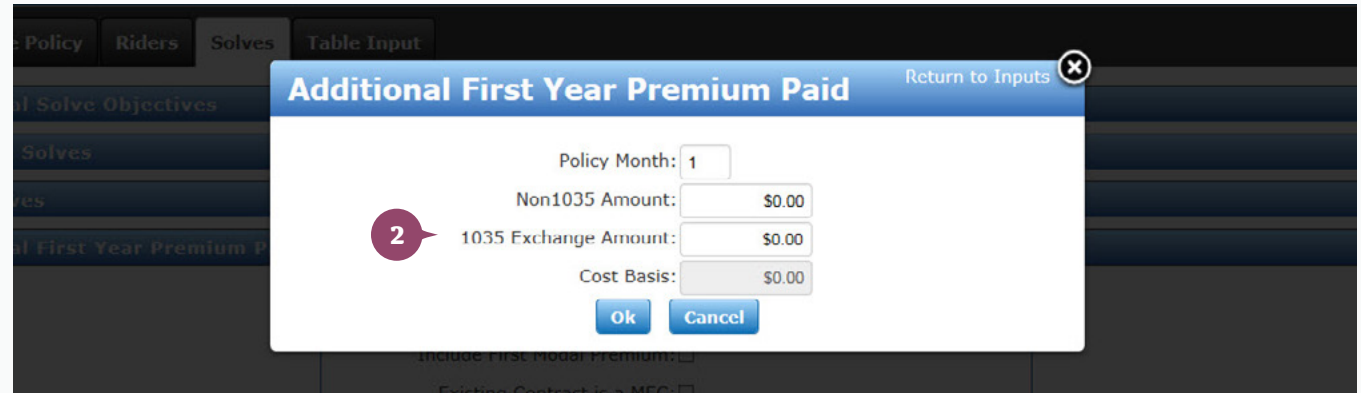 Policy Riders Solves Table Input
Additional First Year Premium Paid Return to Inputs
al Solve Objectives
Solves
Policy Month: 1
Non1035 Amount: $0.00
2 1035 Exchange Amount: $0.00
al First Year Premium P
Cost Basis: $0.00
Ok Cancel
Include First Modal Premium:
Existing Contract is a MEC: